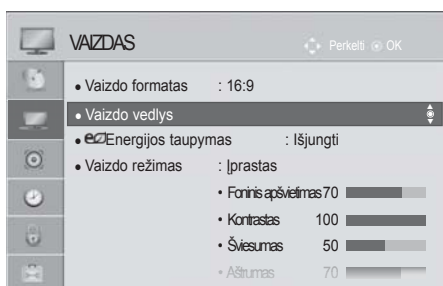 VAIZDAS Perkelti OK
• Vaizdo formatas : 16:9
• Vaizdo vedlys
• eco Energijos taupymas : Išjungti
• Vaizdo režimas : Įprastas
• Foninis apšvietimas 70
• Kontrastas 100
• Šviesumas 50
• Aštrumas 70